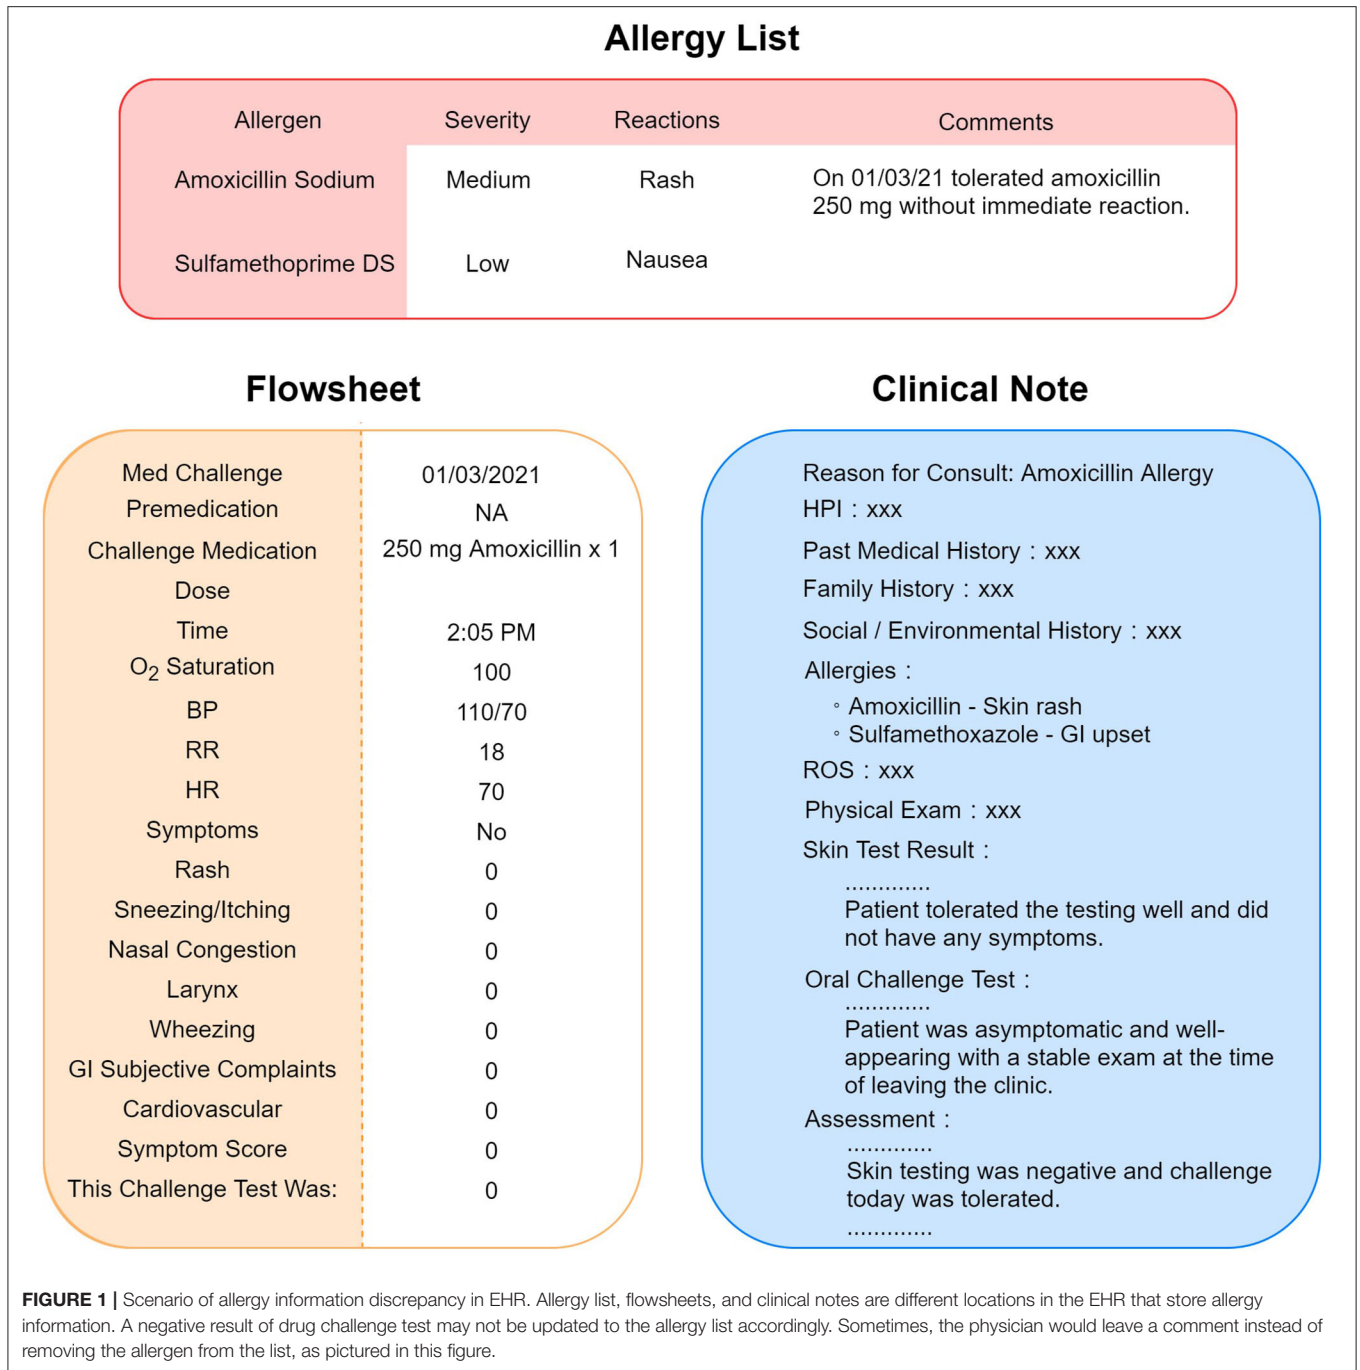 Allergy List
Allergen Severity Reactions Comments
Amoxicillin Sodium Medium Rash On 01/03/21 tolerated amoxicillin
250 mg without immediate reaction.
Sulfamethoprime DS Low Nausea
Flowsheet
Med Challenge 01/03/2021
Premedication NA
Challenge Medication 250 mg Amoxicillin x 1
Dose
Time 2:05 PM
O2 Saturation 100
BP 110/70
RR 18
HR 70
Symptoms No
Rash 0
Sneezing/Itching 0
Nasal Congestion 0
Larynx 0
Wheezing 0
GI Subjective Complaints 0
Cardiovascular 0
Symptom Score 0
This Challenge Test Was: 0
Clinical Note
Reason for Consult: Amoxicillin Allergy
HPI : xxx
Past Medical History : xxx
Family History : xxx
Social / Environmental History : xxx
Allergies :
◦ Amoxicillin - Skin rash
◦ Sulfamethoxazole - GI upset
ROS : xxx
Physical Exam : xxx
Skin Test Result :
.............
Patient tolerated the testing well and did
not have any symptoms.
Oral Challenge Test :
.............
Patient was asymptomatic and well-
appearing with a stable exam at the time
of leaving the clinic.
Assessment :
.............
Skin testing was negative and challenge
today was tolerated.
.............
FIGURE 1 | Scenario of allergy information discrepancy in EHR. Allergy list, flowsheets, and clinical notes are different locations in the EHR that store allergy
information. A negative result of drug challenge test may not be updated to the allergy list accordingly. Sometimes, the physician would leave a comment instead of
removing the allergen from the list, as pictured in this figure.